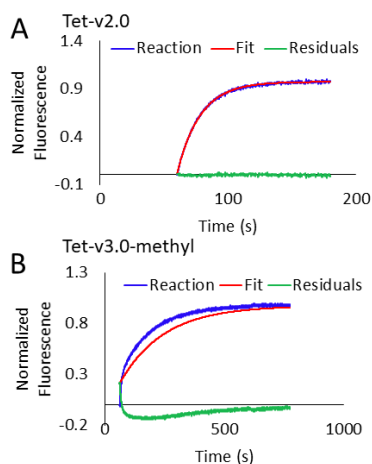 A
Tet-v2.0
1.4
Reaction Fit Residuals
0.9
0.4
-0.1
0 100 200
Normalized
Fluorescence
Time (s)
B
Tet-v3.0-methyl
1.3
Reaction Fit Residuals
0.8
0.3
-0.2
0 500 1000
Normalized
Fluorescence
Time (s)